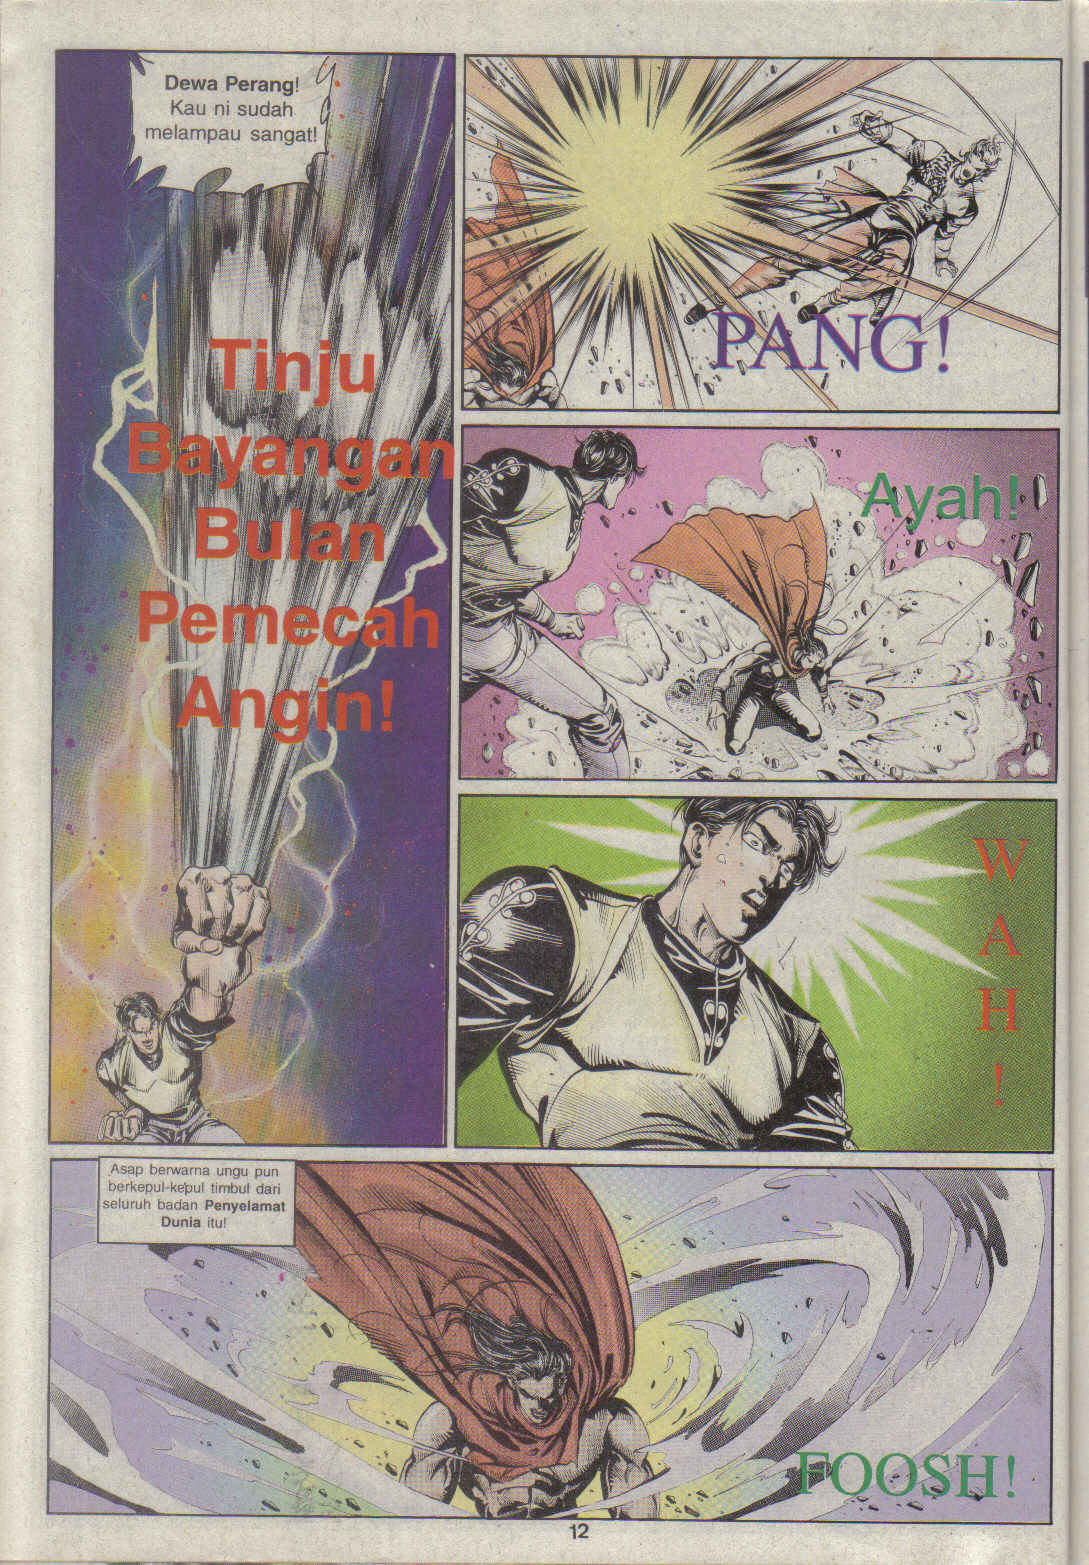 Dewa Perang!
Kau ni sudah
melampau sangat!
Tinju
Bayangan
Bulan
Pemecah
Angin!
PANG!
Ayah!
WAH!
Asap berwarna ungu pun
berkepul-kepul timbul dari
seluruh badan Penyelamat
Dunia itu!
FOOSH!
12